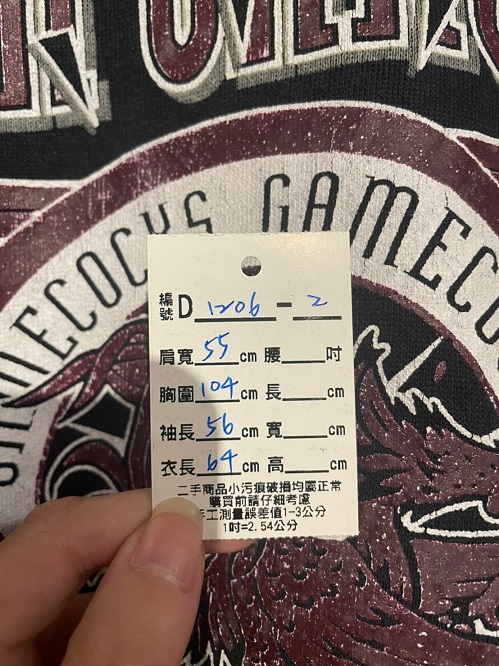 GAMECOCKS GAMECO
編號 D 1206 - 2
肩寬 55 cm 腰 吋
胸圍 104 cm 長 cm
袖長 56 cm 寬 cm
衣長 64 cm 高 cm
二手商品小污痕破損均屬正常
購買前請仔細考慮
手工測量誤差值1-3公分
1吋=2.54公分